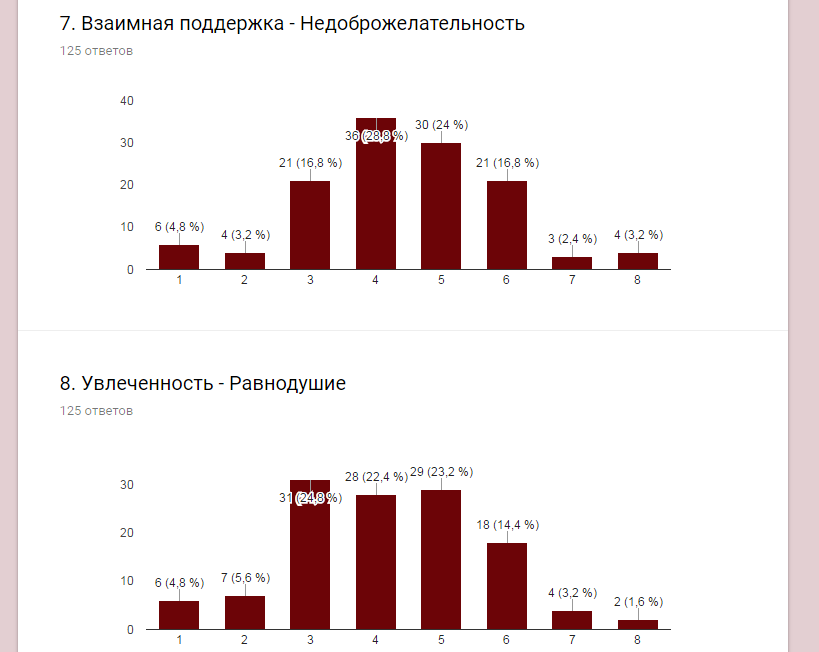 7. Взаимная поддержка - Недоброжелательность
125 ответов
40
30
20
10
0
6 (4,8 %)
4 (3,2 %)
21 (16,8 %)
36 (28,8 %)
30 (24 %)
21 (16,8 %)
3 (2,4 %)
4 (3,2 %)
1 2 3 4 5 6 7 8
8. Увлеченность - Равнодушие
125 ответов
30
20
10
0
6 (4,8 %)
7 (5,6 %)
31 (24,8 %)
28 (22,4 %)
29 (23,2 %)
18 (14,4 %)
4 (3,2 %)
2 (1,6 %)
1 2 3 4 5 6 7 8